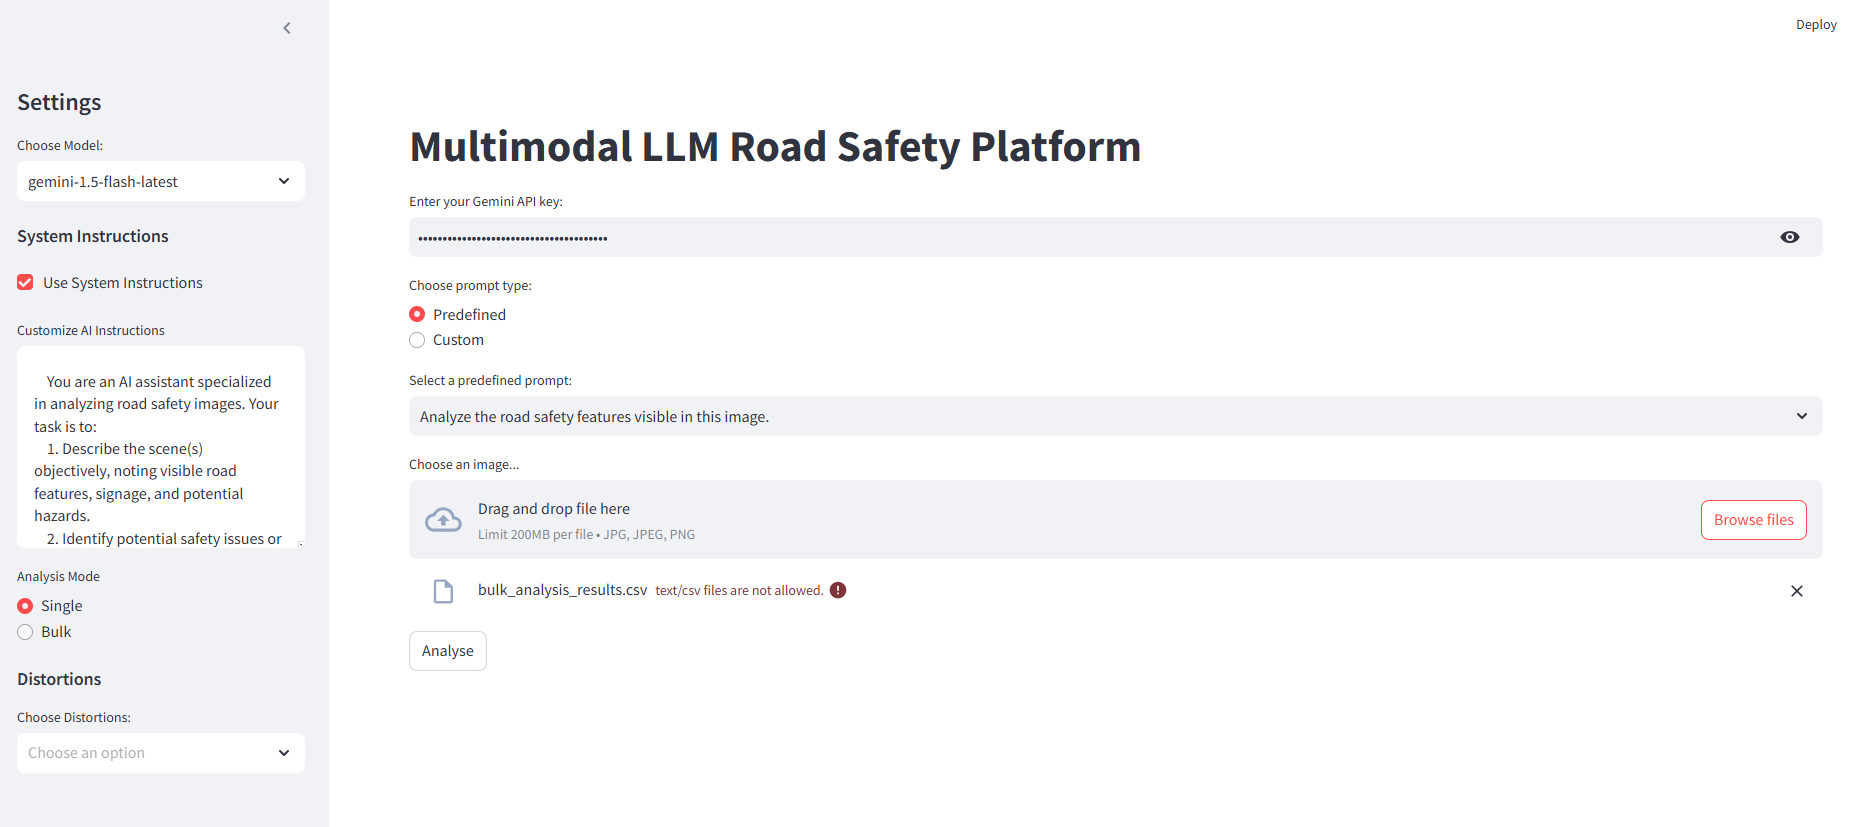 Settings
Choose Model:
gemini-1.5-flash-latest
System Instructions
Use System Instructions
Customize AI Instructions
You are an AI assistant specialized
in analyzing road safety images. Your
task is to:
1. Describe the scene(s)
objectively, noting visible road
features, signage, and potential
hazards.
2. Identify potential safety issues or
Analysis Mode
Single
Bulk
Distortions
Choose Distortions:
Choose an option
Deploy
Multimodal LLM Road Safety Platform
Enter your Gemini API key:
Choose prompt type:
Predefined
Custom
Select a predefined prompt:
Analyze the road safety features visible in this image.
Choose an image...
Drag and drop file here
Limit 200MB per file • JPG, JPEG, PNG
Browse files
bulk_analysis_results.csv text/csv files are not allowed.
Analyse